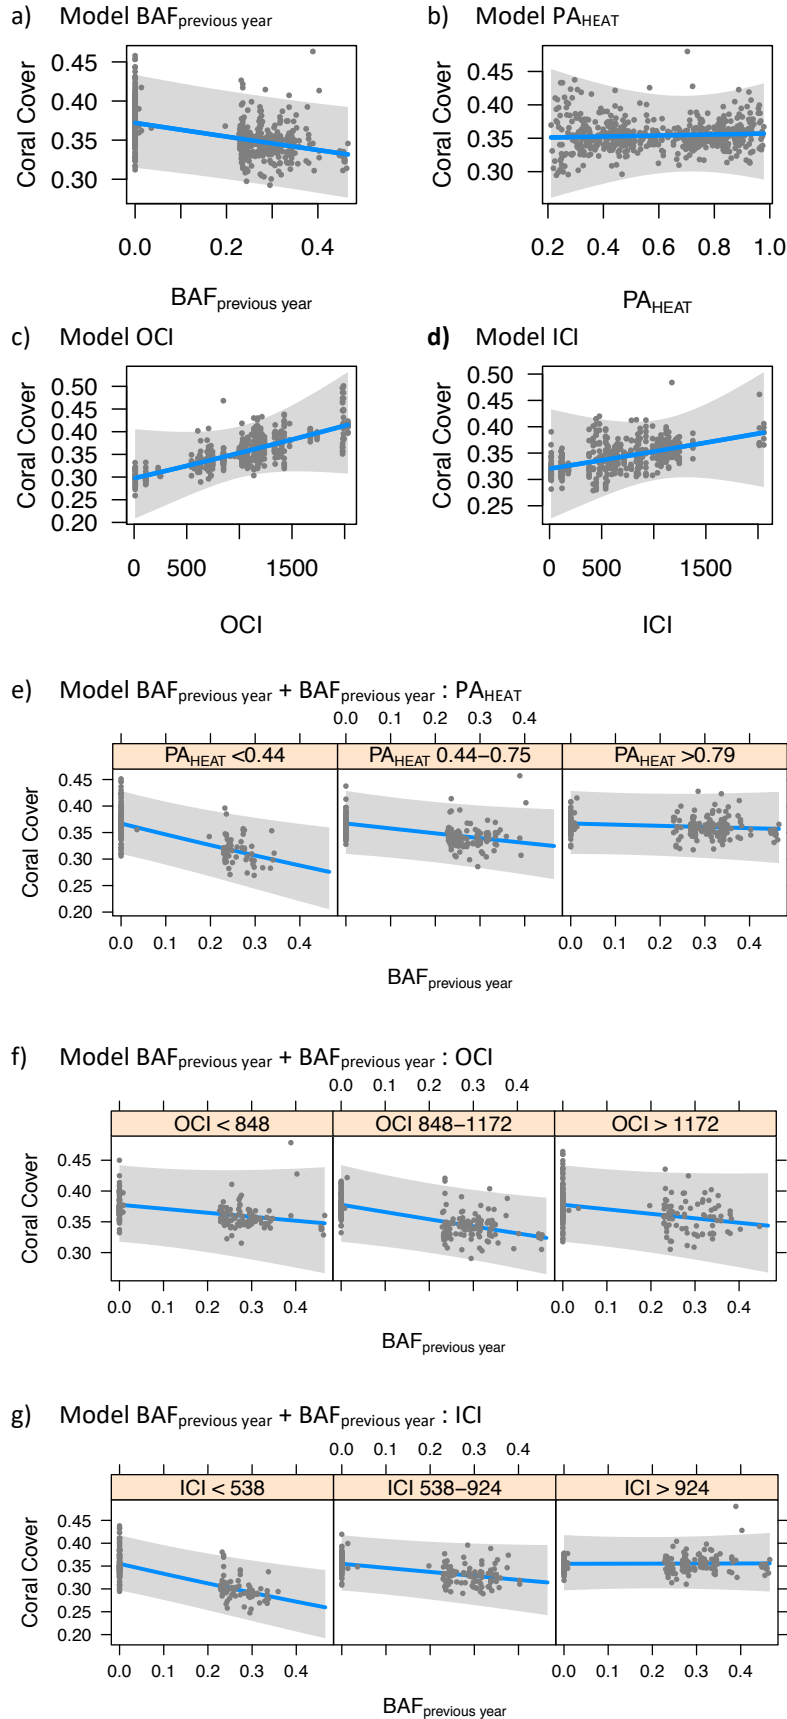 a) Model BAFprevious year
b) Model PAHEAT
Coral Cover
0.45
0.40
0.35
0.30
0.0 0.2 0.4
BAFprevious year
Coral Cover
0.45
0.40
0.35
0.30
0.2 0.4 0.6 0.8 1.0
PAHEAT
c) Model OCI
d) Model ICI
Coral Cover
0.50
0.45
0.40
0.35
0.30
0.25
0.20
0 500 1500
OCI
Coral Cover
0.50
0.45
0.40
0.35
0.30
0.25
0 500 1500
ICI
e) Model BAFprevious year + BAFprevious year : PAHEAT
0.0 0.1 0.2 0.3 0.4
PAHEAT <0.44 PAHEAT 0.44–0.75 PAHEAT >0.79
Coral Cover
0.45
0.40
0.35
0.30
0.25
0.20
0.0 0.1 0.2 0.3 0.4 0.0 0.1 0.2 0.3 0.4
BAFprevious year
f) Model BAFprevious year + BAFprevious year : OCI
0.0 0.1 0.2 0.3 0.4
OCI < 848 OCI 848–1172 OCI > 1172
Coral Cover
0.45
0.40
0.35
0.30
0.0 0.1 0.2 0.3 0.4 0.0 0.1 0.2 0.3 0.4
BAFprevious year
g) Model BAFprevious year + BAFprevious year : ICI
0.0 0.1 0.2 0.3 0.4
ICI < 538 ICI 538–924 ICI > 924
Coral Cover
0.45
0.40
0.35
0.30
0.25
0.20
0.0 0.1 0.2 0.3 0.4 0.0 0.1 0.2 0.3 0.4
BAFprevious year